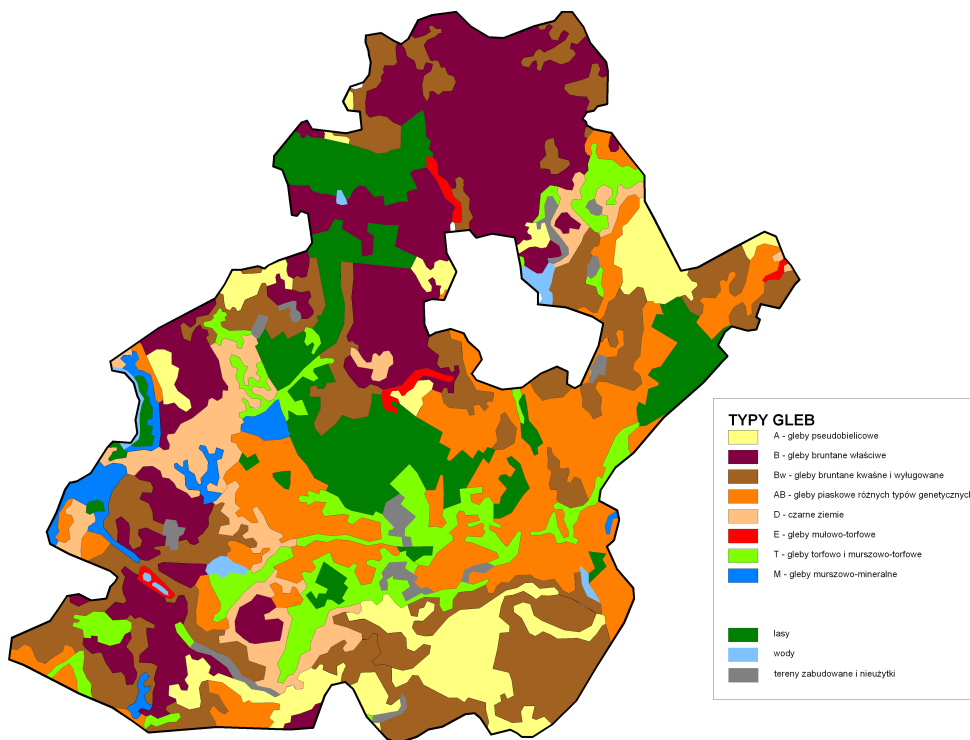 TYPY GLEB
A - gleby pseudobielicowe
B - gleby bruntane właściwe
Bw - gleby bruntane kwaśne i wyługowane
AB - gleby piaskowe różnych typów genetycznych
D - czarne ziemie
E - gleby mułowo-torfowe
T - gleby torfowo i murszowo-torfowe
M - gleby murszowo-mineralne
lasy
wody
tereny zabudowane i nieużytki